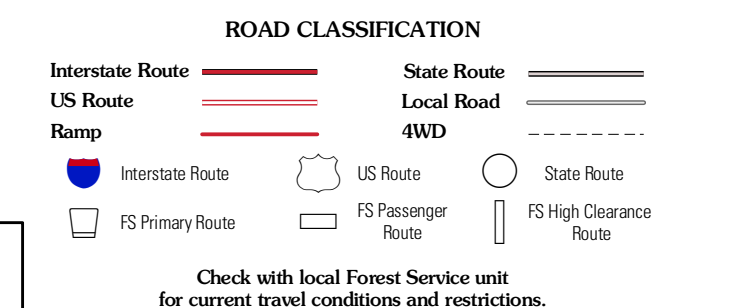 ROAD CLASSIFICATION
Interstate Route
State Route
US Route
Local Road
Ramp
4WD
Interstate Route
US Route
State Route
FS Primary Route
FS Passenger
Route
FS High Clearance
Route
Check with local Forest Service unit
for current travel conditions and restrictions.